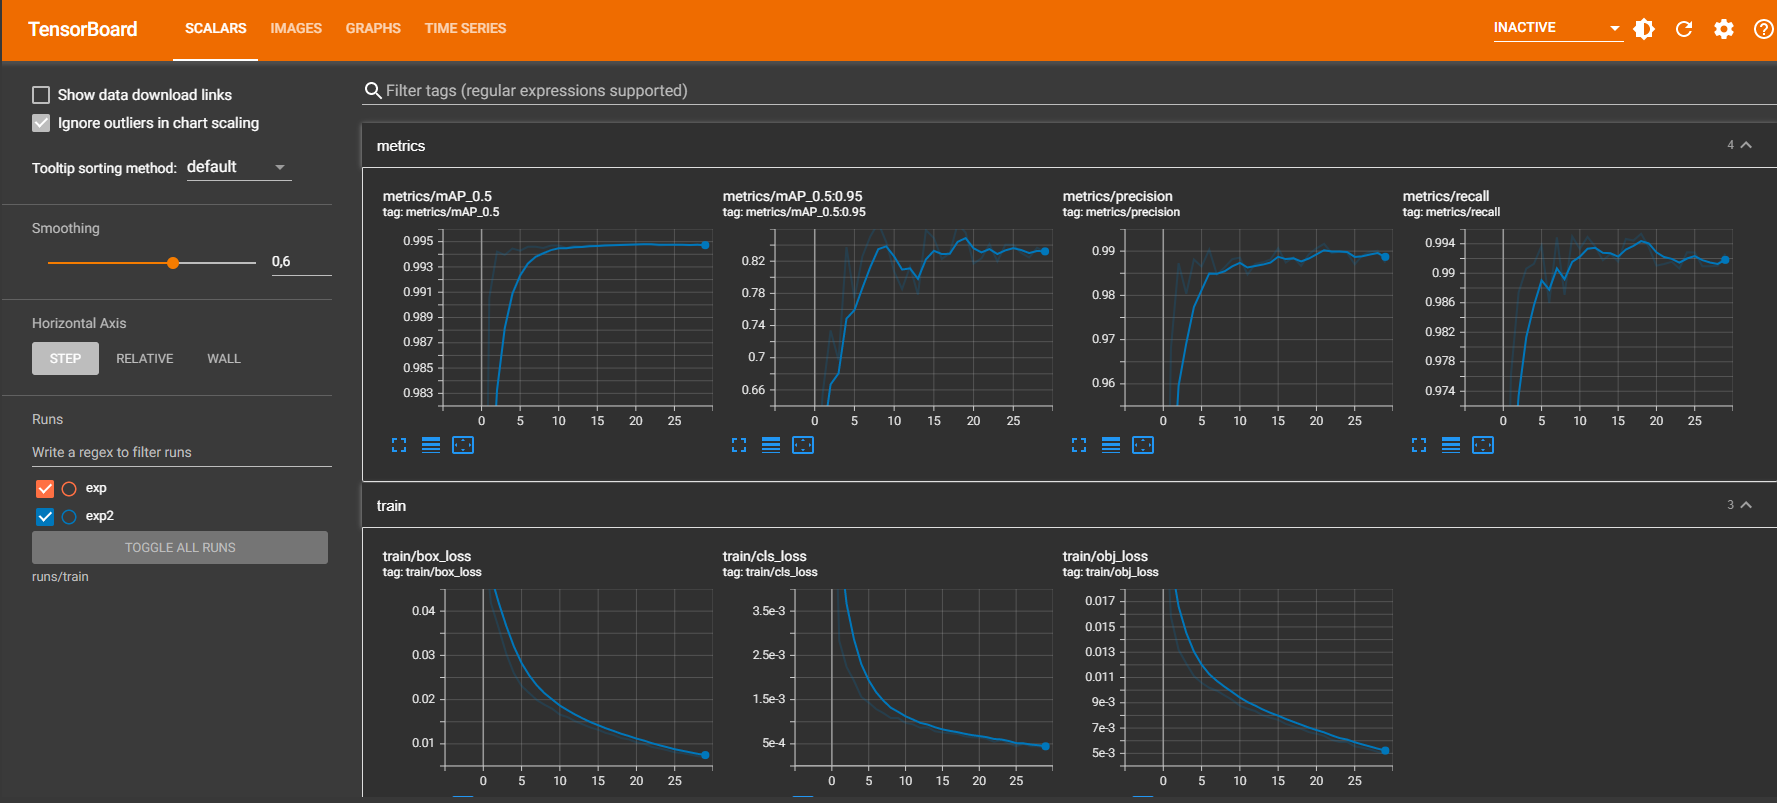 TensorBoard
SCALARS IMAGES GRAPHS TIME SERIES
INACTIVE
Show data download links
Ignore outliers in chart scaling
Tooltip sorting method: default
Smoothing
0,6
Horizontal Axis
STEP RELATIVE WALL
Runs
Write a regex to filter runs
exp
exp2
TOGGLE ALL RUNS
runs/train
Filter tags (regular expressions supported)
metrics
4
metrics/mAP_0.5
tag: metrics/mAP_0.5
0.995
0.993
0.991
0.989
0.987
0.985
0.983
0 5 10 15 20 25
metrics/mAP_0.5:0.95
tag: metrics/mAP_0.5:0.95
0.82
0.78
0.74
0.7
0.66
0 5 10 15 20 25
metrics/precision
tag: metrics/precision
0.99
0.98
0.97
0.96
0 5 10 15 20 25
metrics/recall
tag: metrics/recall
0.994
0.99
0.986
0.982
0.978
0.974
0 5 10 15 20 25
train
3
train/box_loss
tag: train/box_loss
0.04
0.03
0.02
0.01
0 5 10 15 20 25
train/cls_loss
tag: train/cls_loss
3.5e-3
2.5e-3
1.5e-3
5e-4
0 5 10 15 20 25
train/obj_loss
tag: train/obj_loss
0.017
0.015
0.013
0.011
9e-3
7e-3
5e-3
0 5 10 15 20 25